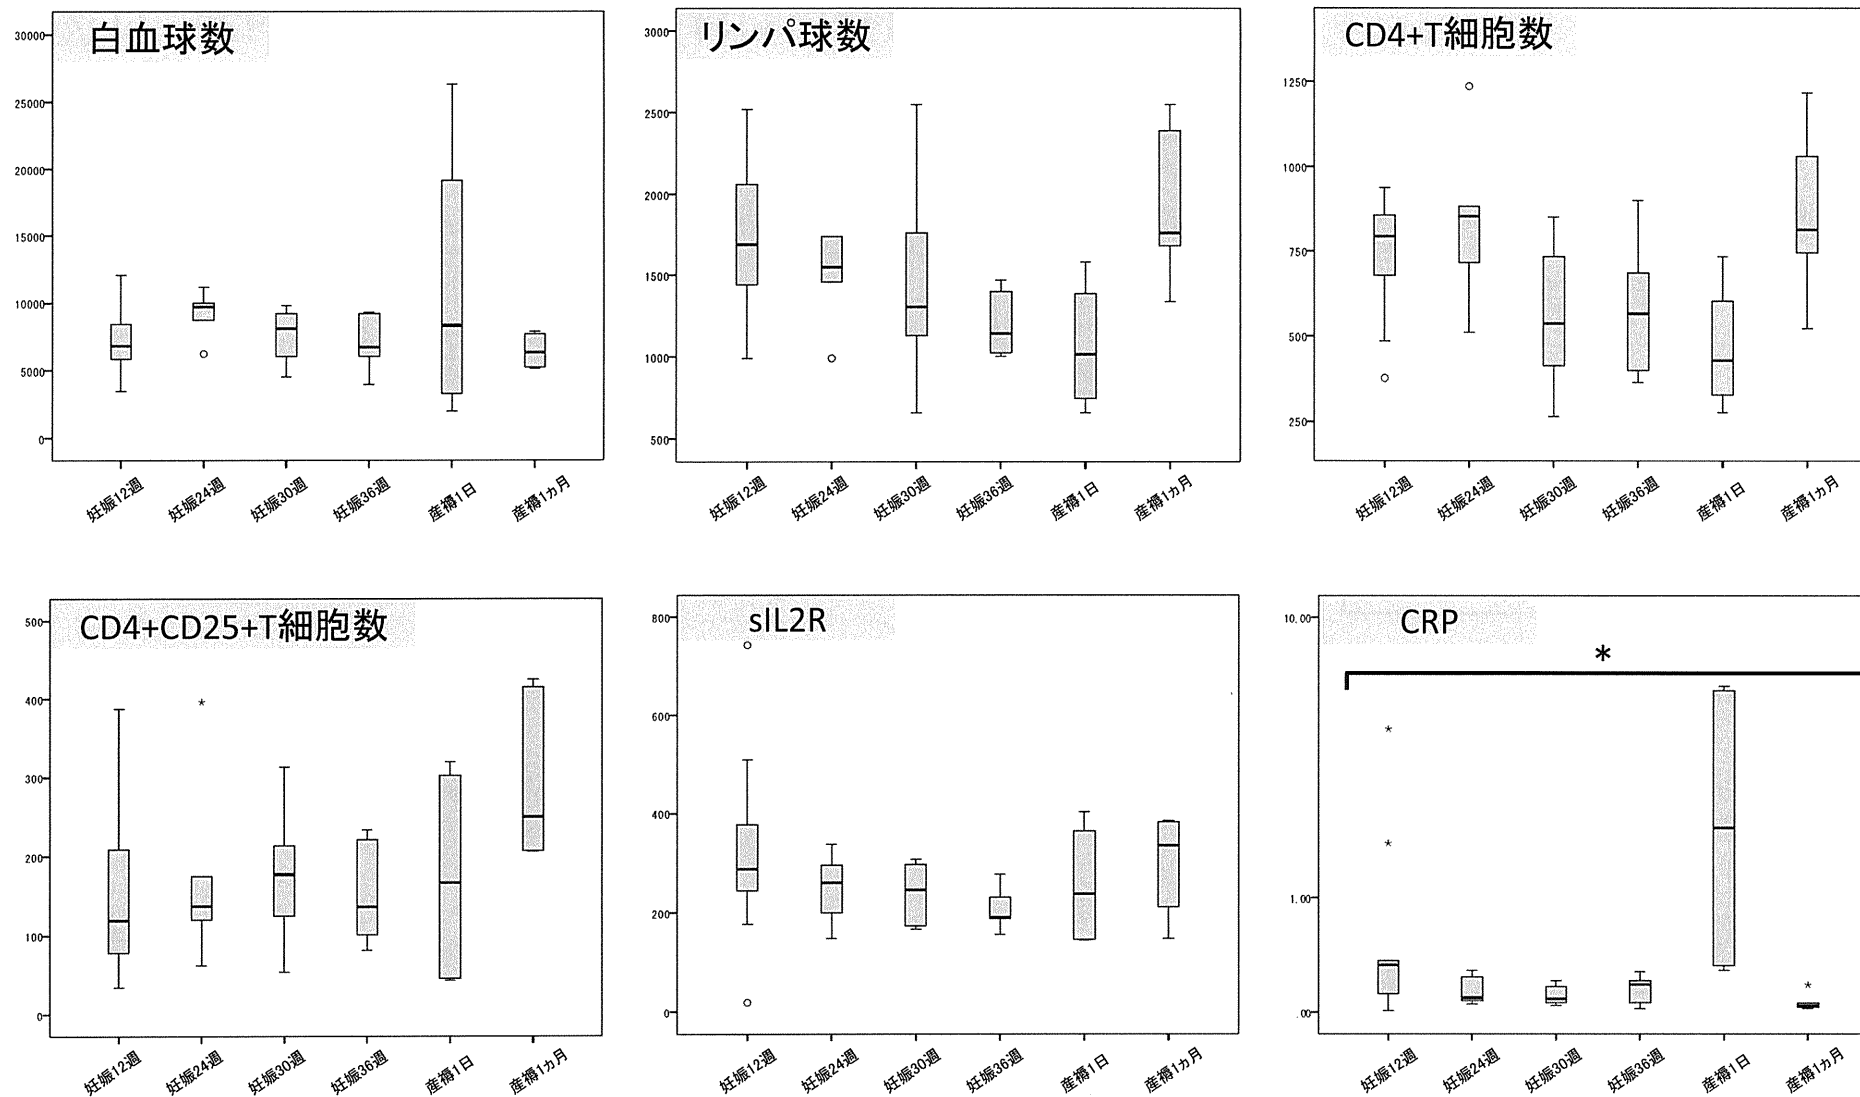 白血球数
30000
25000
20000
15000
10000
5000
0
妊娠12週
妊娠24週
妊娠30週
妊娠36週
産褥1日
産褥1ヵ月
リンパ球数
3000
2500
2000
1500
1000
500
妊娠12週
妊娠24週
妊娠30週
妊娠36週
産褥1日
産褥1ヵ月
CD4+T細胞数
1250
1000
750
500
250
妊娠12週
妊娠24週
妊娠30週
妊娠36週
産褥1日
産褥1ヵ月
CD4+CD25+T細胞数
500
400
300
200
100
0
妊娠12週
妊娠24週
妊娠30週
妊娠36週
産褥1日
産褥1ヵ月
sIL2R
800
600
400
200
0
妊娠12週
妊娠24週
妊娠30週
妊娠36週
産褥1日
産褥1ヵ月
CRP
*
10.00
1.00
.00
妊娠12週
妊娠24週
妊娠30週
妊娠36週
産褥1日
産褥1ヵ月